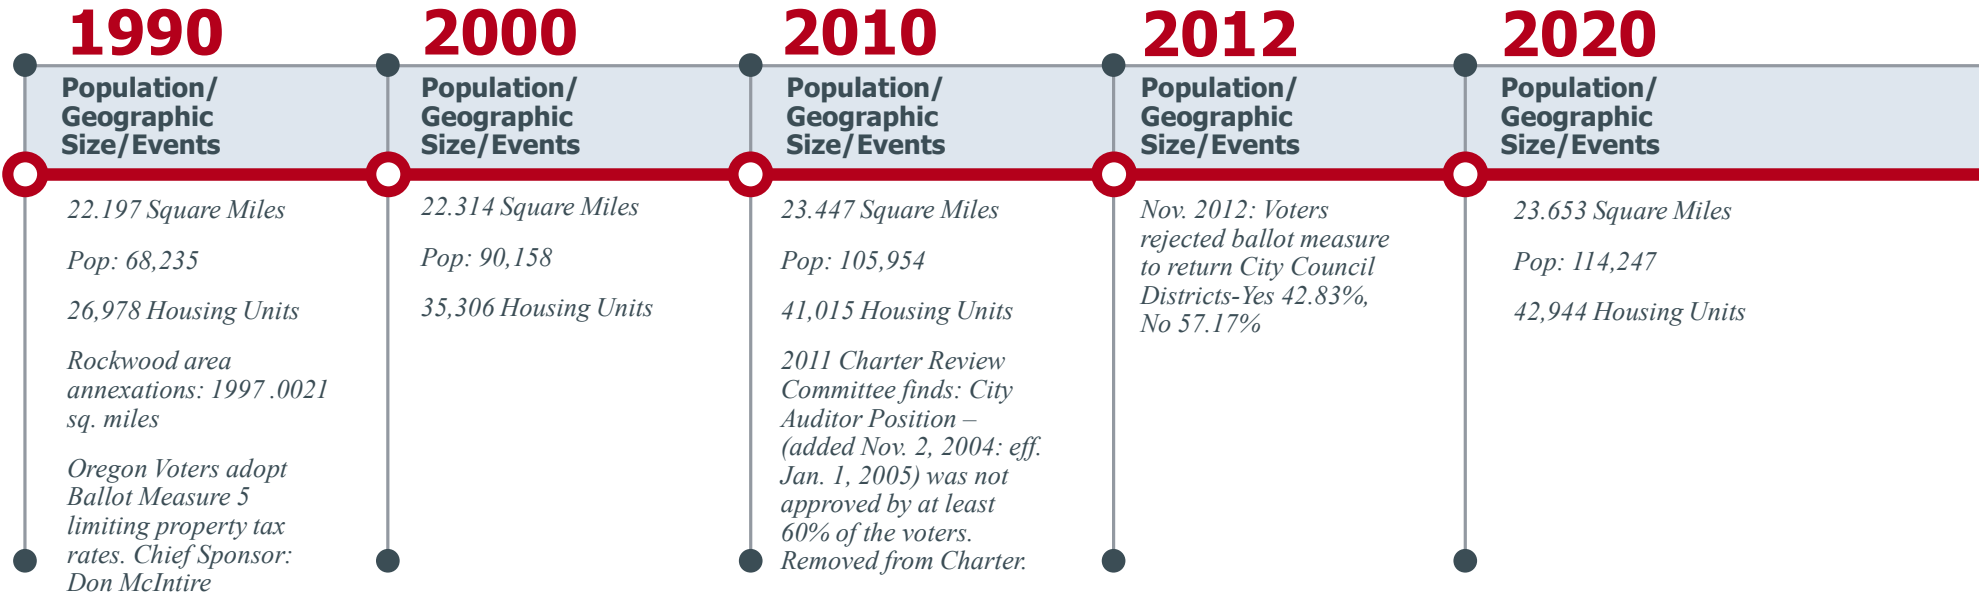 1990
Population/
Geographic
Size/Events
22.197 Square Miles
Pop: 68,235
26,978 Housing Units
Rockwood area
annexations: 1997 .0021
sq. miles
Oregon Voters adopt
Ballot Measure 5
limiting property tax
rates. Chief Sponsor:
Don McIntire
2000
Population/
Geographic
Size/Events
22.314 Square Miles
Pop: 90,158
35,306 Housing Units
2010
Population/
Geographic
Size/Events
23.447 Square Miles
Pop: 105,954
41,015 Housing Units
2011 Charter Review
Committee finds: City
Auditor Position –
(added Nov. 2, 2004: eff.
Jan. 1, 2005) was not
approved by at least
60% of the voters.
Removed from Charter.
2012
Population/
Geographic
Size/Events
Nov. 2012: Voters
rejected ballot measure
to return City Council
Districts-Yes 42.83%,
No 57.17%
2020
Population/
Geographic
Size/Events
23.653 Square Miles
Pop: 114,247
42,944 Housing Units